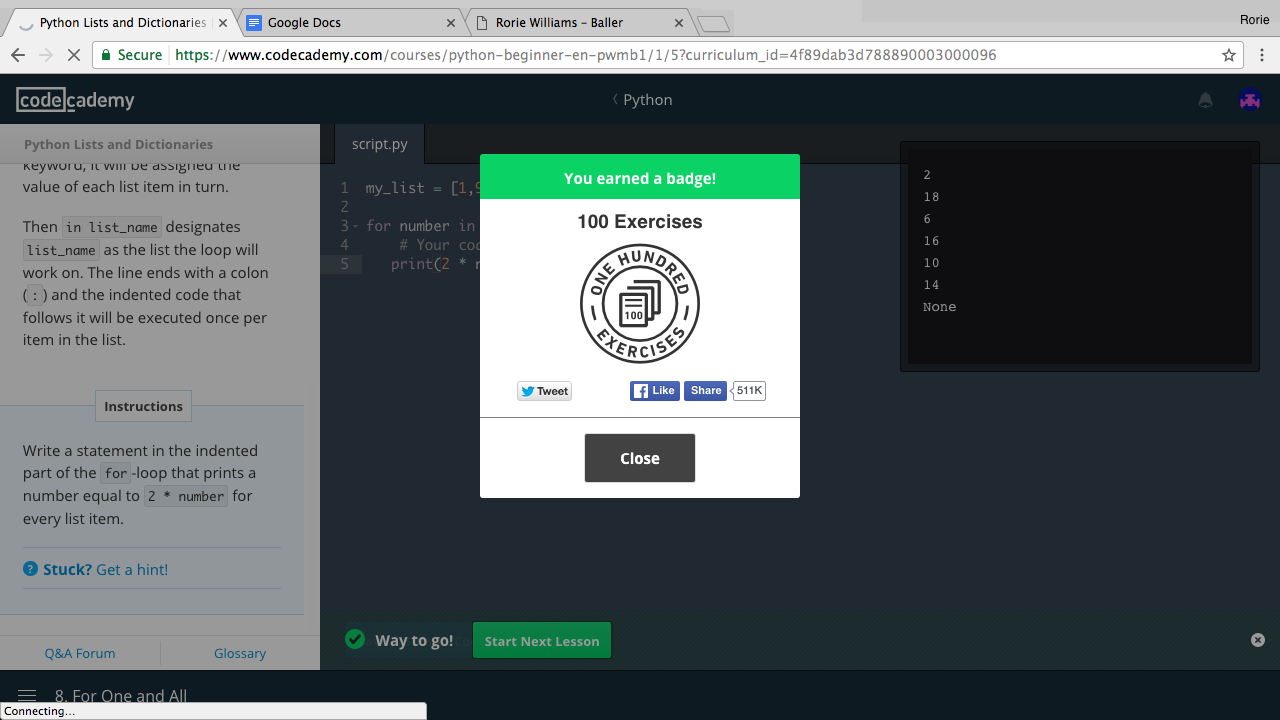 Python Lists and Dictionaries
Google Docs
Rorie Williams – Baller
Rorie
Secure
https://www.codecademy.com/courses/python-beginner-en-pwmb1/1/5?curriculum_id=4f89dab3d788890003000096
codecademy
Python
Python Lists and Dictionaries
keyword, it will be assigned the
value of each list item in turn.
Then in list_name designates
list_name as the list the loop will
work on. The line ends with a colon
( : ) and the indented code that
follows it will be executed once per
item in the list.
Instructions
Write a statement in the indented
part of the for -loop that prints a
number equal to 2 * number for
every list item.
? Stuck? Get a hint!
Q&A Forum
Glossary
script.py
1 my_list = [1,9
2
3 for number in
4 # Your cod
5 print(2 * n
You earned a badge!
100 Exercises
ONE HUNDRED
100
EXERCISES
Tweet
Like
Share
511K
Close
2
18
6
16
10
14
None
Way to go!
Start Next Lesson
8. For One and All
Connecting...